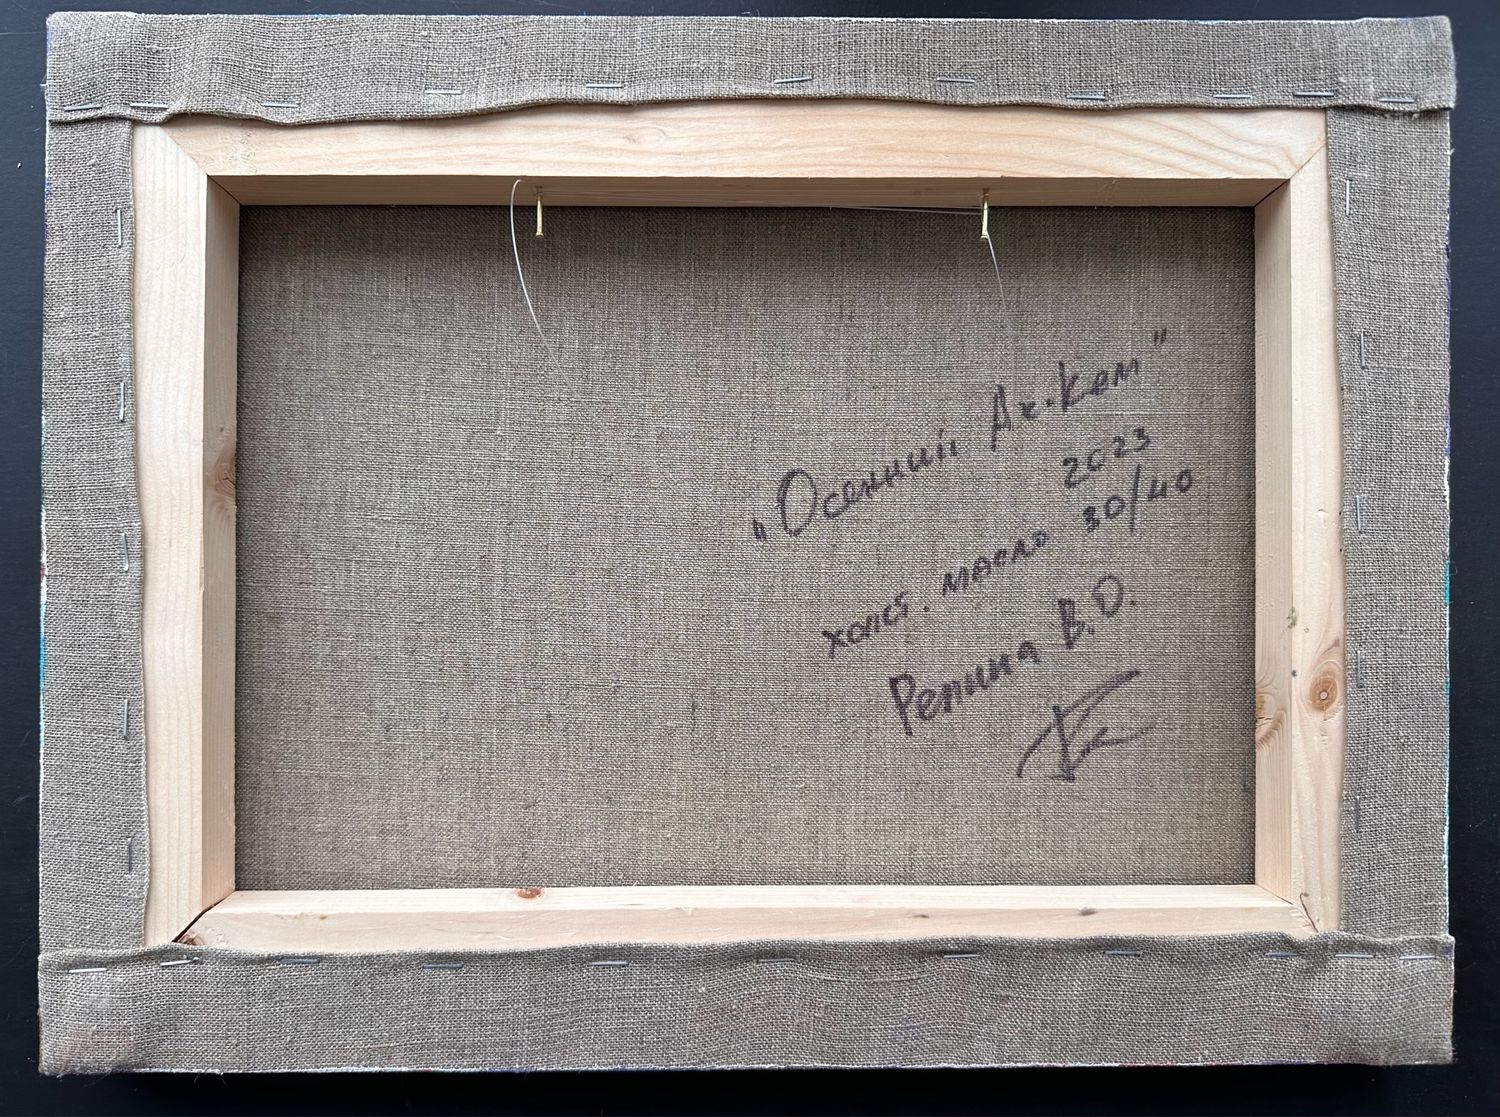 „Осенний Ак-Кем"
2023
холст. масло 30/40
Репина В.О.